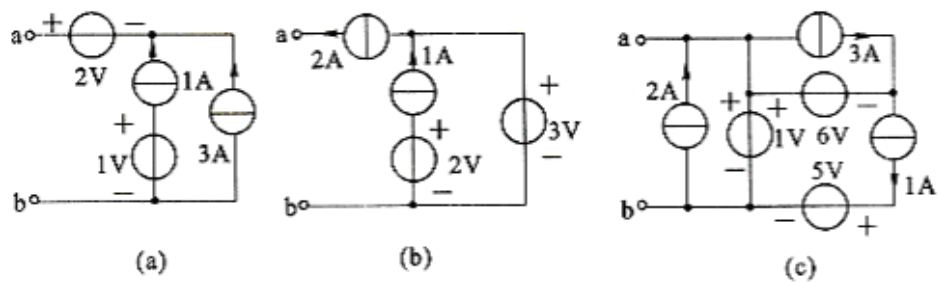 a + − 2V 1A + 1V − 3A b
(a)
a 2A 1A + 2V − + 3V − b
(b)
a 2A + 1V − 3A + 6V − 1A 5V − + b
(c)